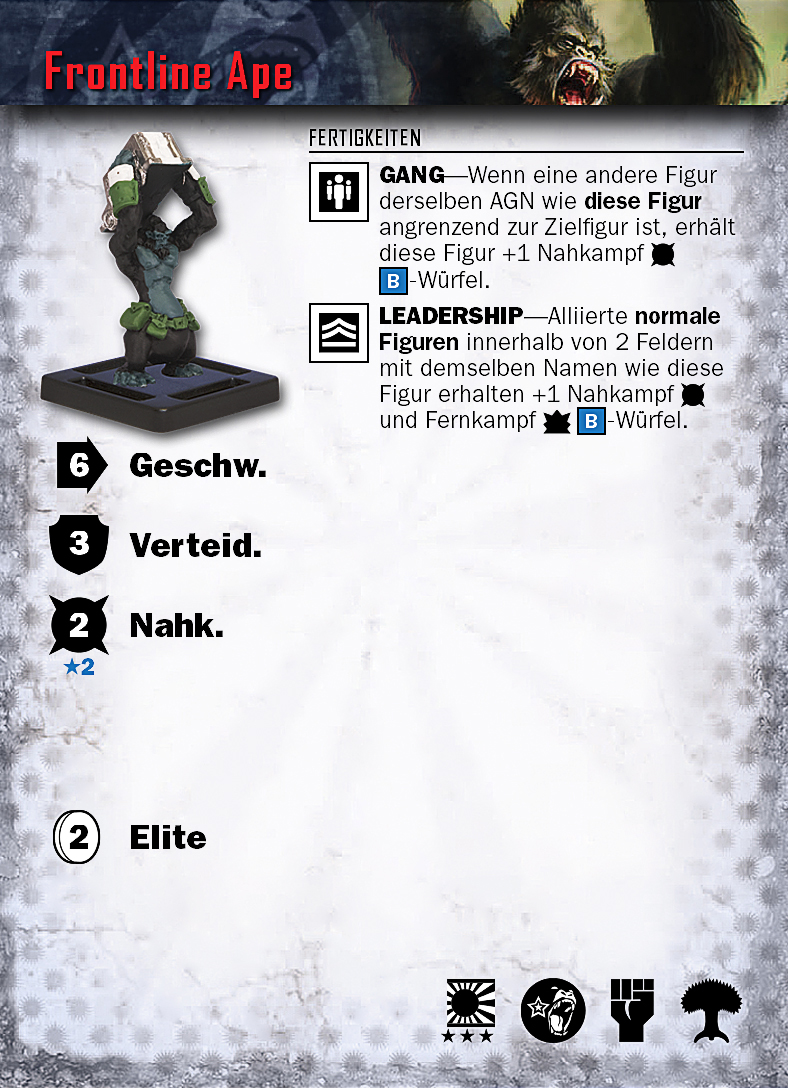 Frontline Ape
FERTIGKEITEN
GANG—Wenn eine andere Figur
derselben AGN wie diese Figur
angrenzend zur Zielfigur ist, erhält
diese Figur +1 Nahkampf
B-Würfel.
LEADERSHIP—Alliierte normale
Figuren innerhalb von 2 Feldern
mit demselben Namen wie diese
Figur erhalten +1 Nahkampf
und Fernkampf B-Würfel.
6 Geschw.
3 Verteid.
2 Nahk.
★2
2 Elite